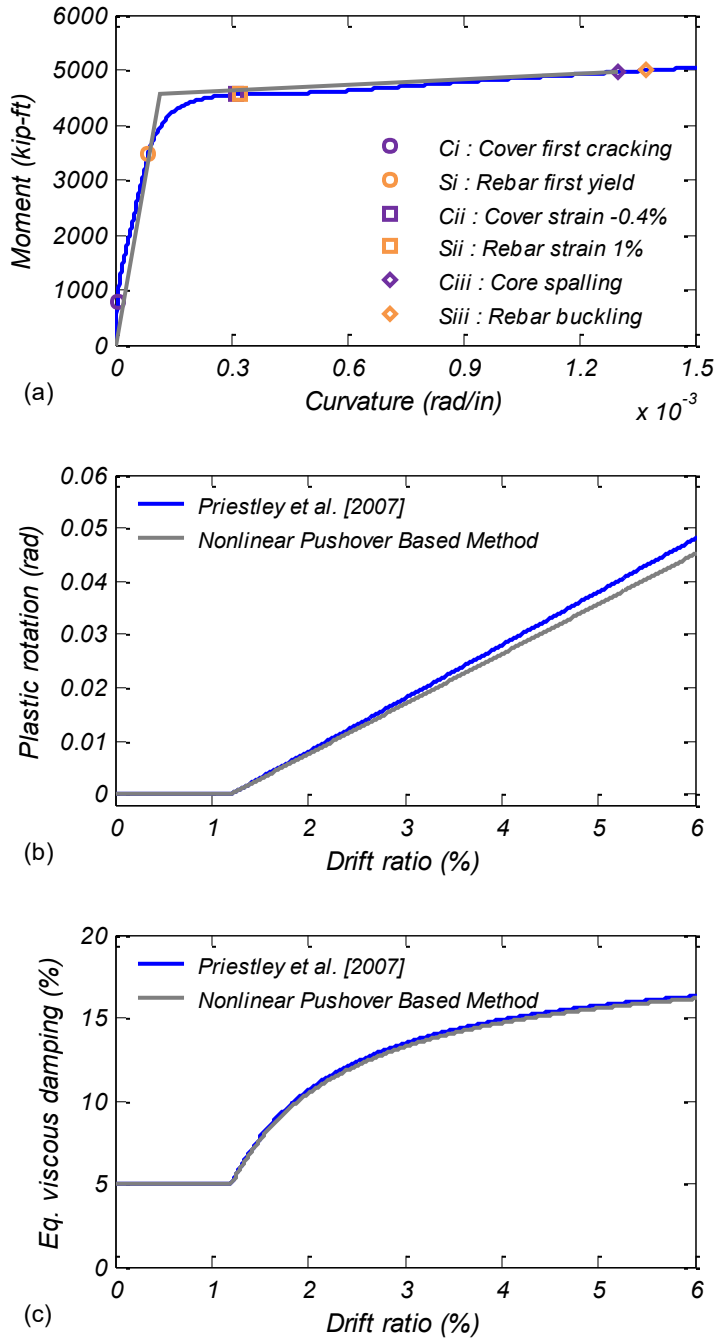 6000
5000
4000
3000
2000
1000
0
Moment (kip-ft)
Ci : Cover first cracking
Si : Rebar first yield
Cii : Cover strain -0.4%
Sii : Rebar strain 1%
Ciii : Core spalling
Siii : Rebar buckling
0 0.3 0.6 0.9 1.2 1.5
Curvature (rad/in)
x 10⁻³
(a)
0.06
0.05
0.04
0.03
0.02
0.01
0
Plastic rotation (rad)
Priestley et al. [2007]
Nonlinear Pushover Based Method
0 1 2 3 4 5 6
Drift ratio (%)
(b)
20
15
10
5
0
Eq. viscous damping (%)
Priestley et al. [2007]
Nonlinear Pushover Based Method
0 1 2 3 4 5 6
Drift ratio (%)
(c)